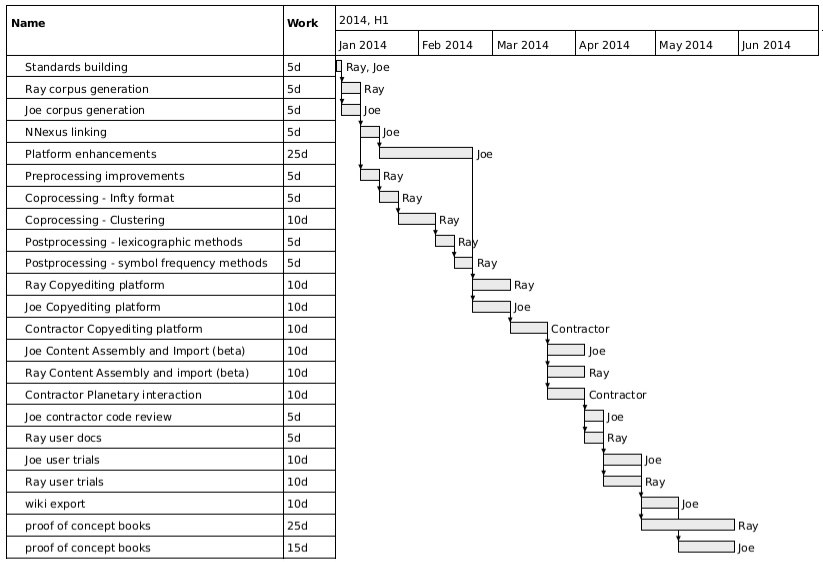 Name Work 2014, H1
Jan 2014 Feb 2014 Mar 2014 Apr 2014 May 2014 Jun 2014
Standards building 5d Ray, Joe
Ray corpus generation 5d Ray
Joe corpus generation 5d Joe
NNexus linking 5d Joe
Platform enhancements 25d Joe
Preprocessing improvements 5d Ray
Coprocessing - Infty format 5d Ray
Coprocessing - Clustering 10d Ray
Postprocessing - lexicographic methods 5d Ray
Postprocessing - symbol frequency methods 5d Ray
Ray Copyediting platform 10d Ray
Joe Copyediting platform 10d Joe
Contractor Copyediting platform 10d Contractor
Joe Content Assembly and Import (beta) 10d Joe
Ray Content Assembly and import (beta) 10d Ray
Contractor Planetary interaction 10d Contractor
Joe contractor code review 5d Joe
Ray user docs 5d Ray
Joe user trials 10d Joe
Ray user trials 10d Ray
wiki export 10d Joe
proof of concept books 25d Ray
proof of concept books 15d Joe